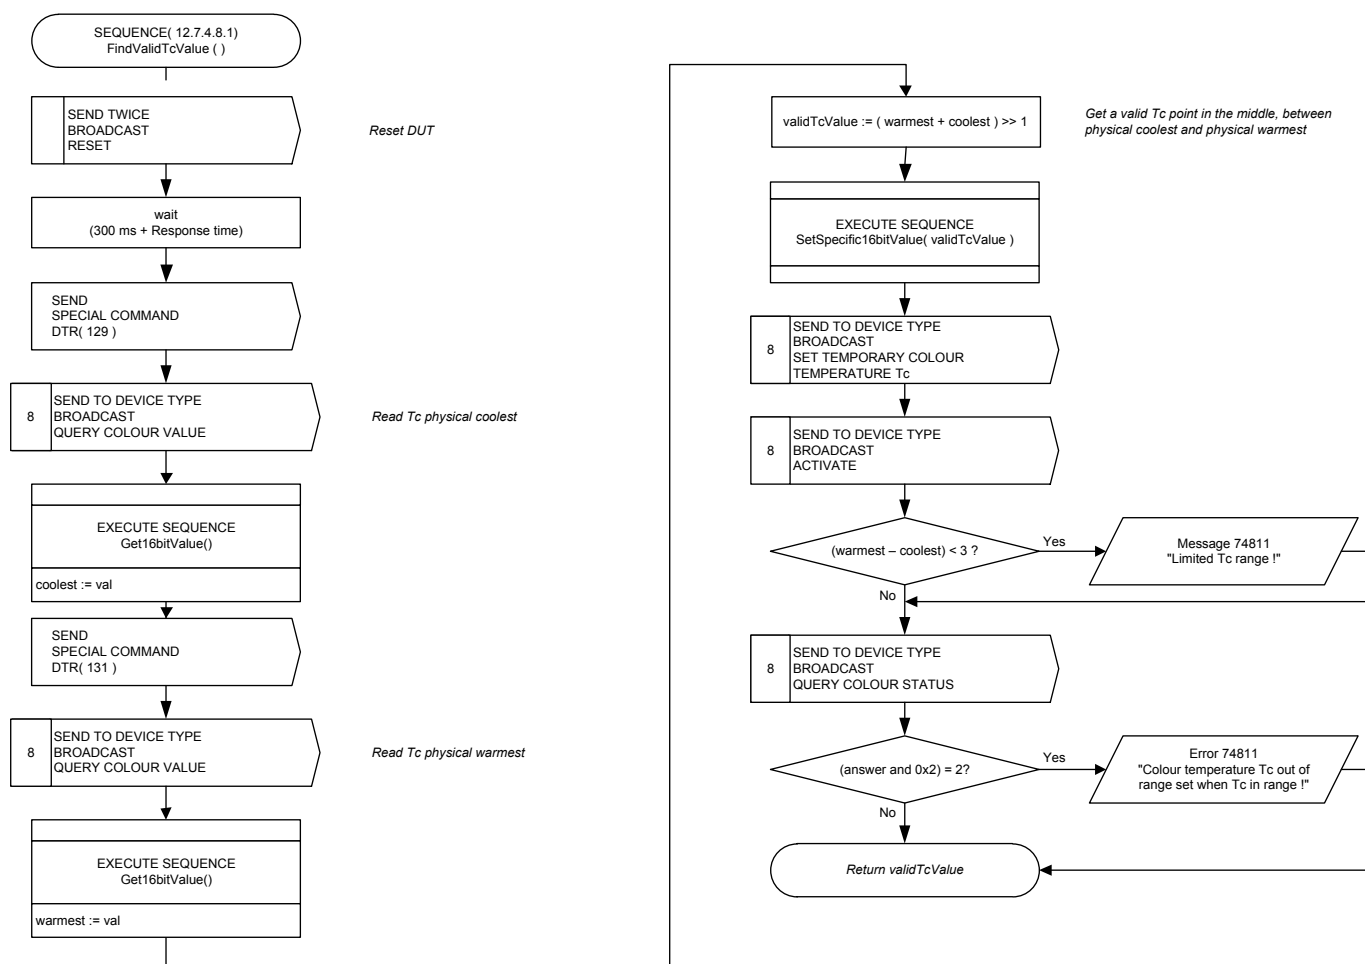 SEQUENCE( 12.7.4.8.1)
FindValidTcValue ( )
SEND TWICE
BROADCAST
RESET
Reset DUT
wait
(300 ms + Response time)
SEND
SPECIAL COMMAND
DTR( 129 )
8
SEND TO DEVICE TYPE
BROADCAST
QUERY COLOUR VALUE
Read Tc physical coolest
EXECUTE SEQUENCE
Get16bitValue()
coolest := val
SEND
SPECIAL COMMAND
DTR( 131 )
8
SEND TO DEVICE TYPE
BROADCAST
QUERY COLOUR VALUE
Read Tc physical warmest
EXECUTE SEQUENCE
Get16bitValue()
warmest := val
validTcValue := ( warmest + coolest ) >> 1
Get a valid Tc point in the middle, between
physical coolest and physical warmest
EXECUTE SEQUENCE
SetSpecific16bitValue( validTcValue )
8
SEND TO DEVICE TYPE
BROADCAST
SET TEMPORARY COLOUR
TEMPERATURE Tc
8
SEND TO DEVICE TYPE
BROADCAST
ACTIVATE
(warmest – coolest) < 3 ?
Yes
Message 74811
"Limited Tc range !"
No
8
SEND TO DEVICE TYPE
BROADCAST
QUERY COLOUR STATUS
(answer and 0x2) = 2?
Yes
Error 74811
"Colour temperature Tc out of
range set when Tc in range !"
No
Return validTcValue